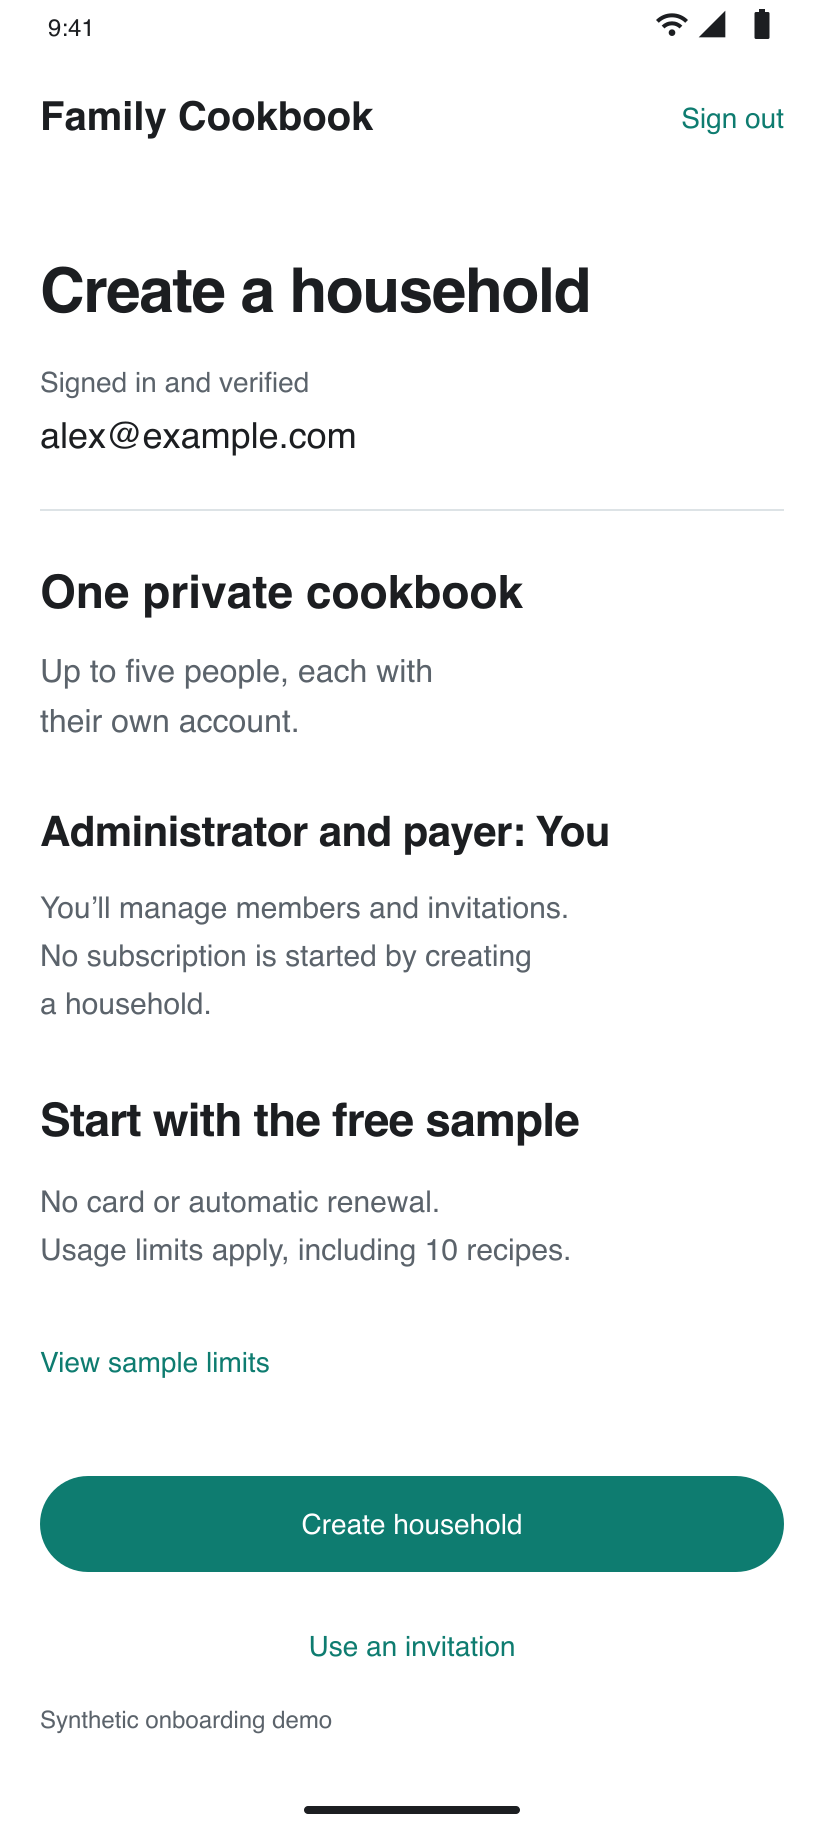 9:41
Family Cookbook
Sign out
Create a household
Signed in and verified
alex@example.com
One private cookbook
Up to five people, each with
their own account.
Administrator and payer: You
You’ll manage members and invitations.
No subscription is started by creating
a household.
Start with the free sample
No card or automatic renewal.
Usage limits apply, including 10 recipes.
View sample limits
Create household
Use an invitation
Synthetic onboarding demo